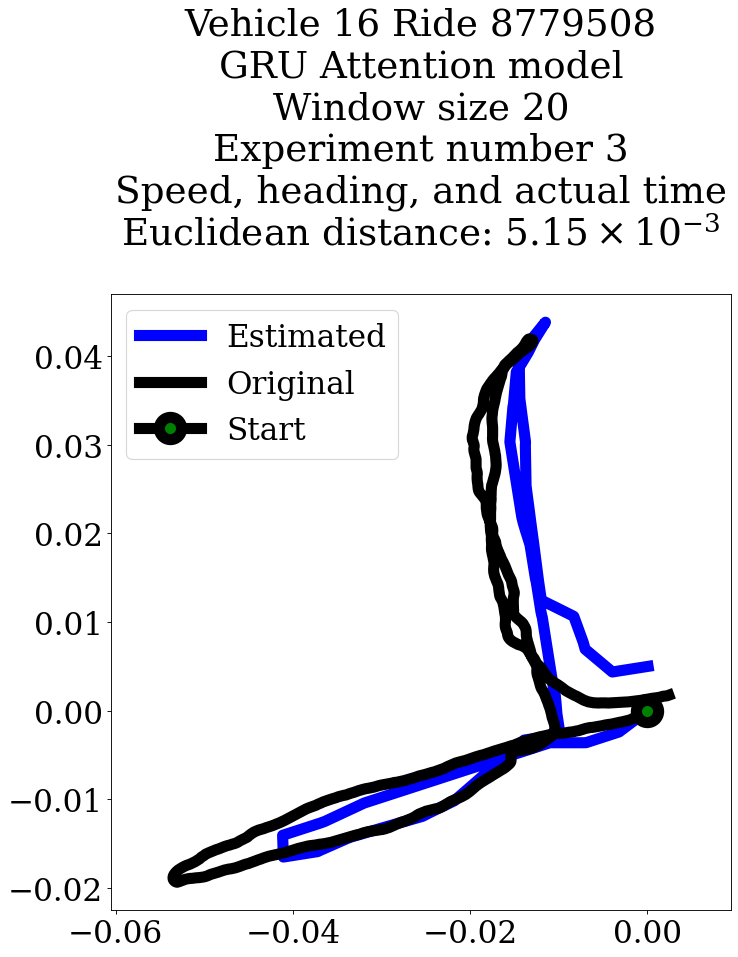 Vehicle 16 Ride 8779508
GRU Attention model
Window size 20
Experiment number 3
Speed, heading, and actual time
Euclidean distance: 5.15 × 10⁻³
Estimated
Original
Start
0.04
0.03
0.02
0.01
0.00
−0.01
−0.02
−0.06 −0.04 −0.02 0.00